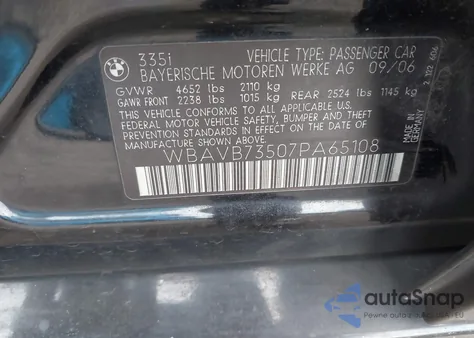 BMW
335i VEHICLE TYPE: PASSENGER CAR
BAYERISCHE MOTOREN WERKE AG 09/06
GVWR 4652 lbs 2110 kg
GAWR FRONT 2238 lbs 1015 kg REAR 2524 lbs 1145 kg
THIS VEHICLE CONFORMS TO ALL APPLICABLE U.S.
FEDERAL MOTOR VEHICLE SAFETY, BUMPER, AND THEFT
PREVENTION STANDARDS IN EFFECT ON THE DATE OF
MANUFACTURE SHOWN ABOVE.
WBAVB73507PA65108
MADE IN
GERMANY
autoSnap